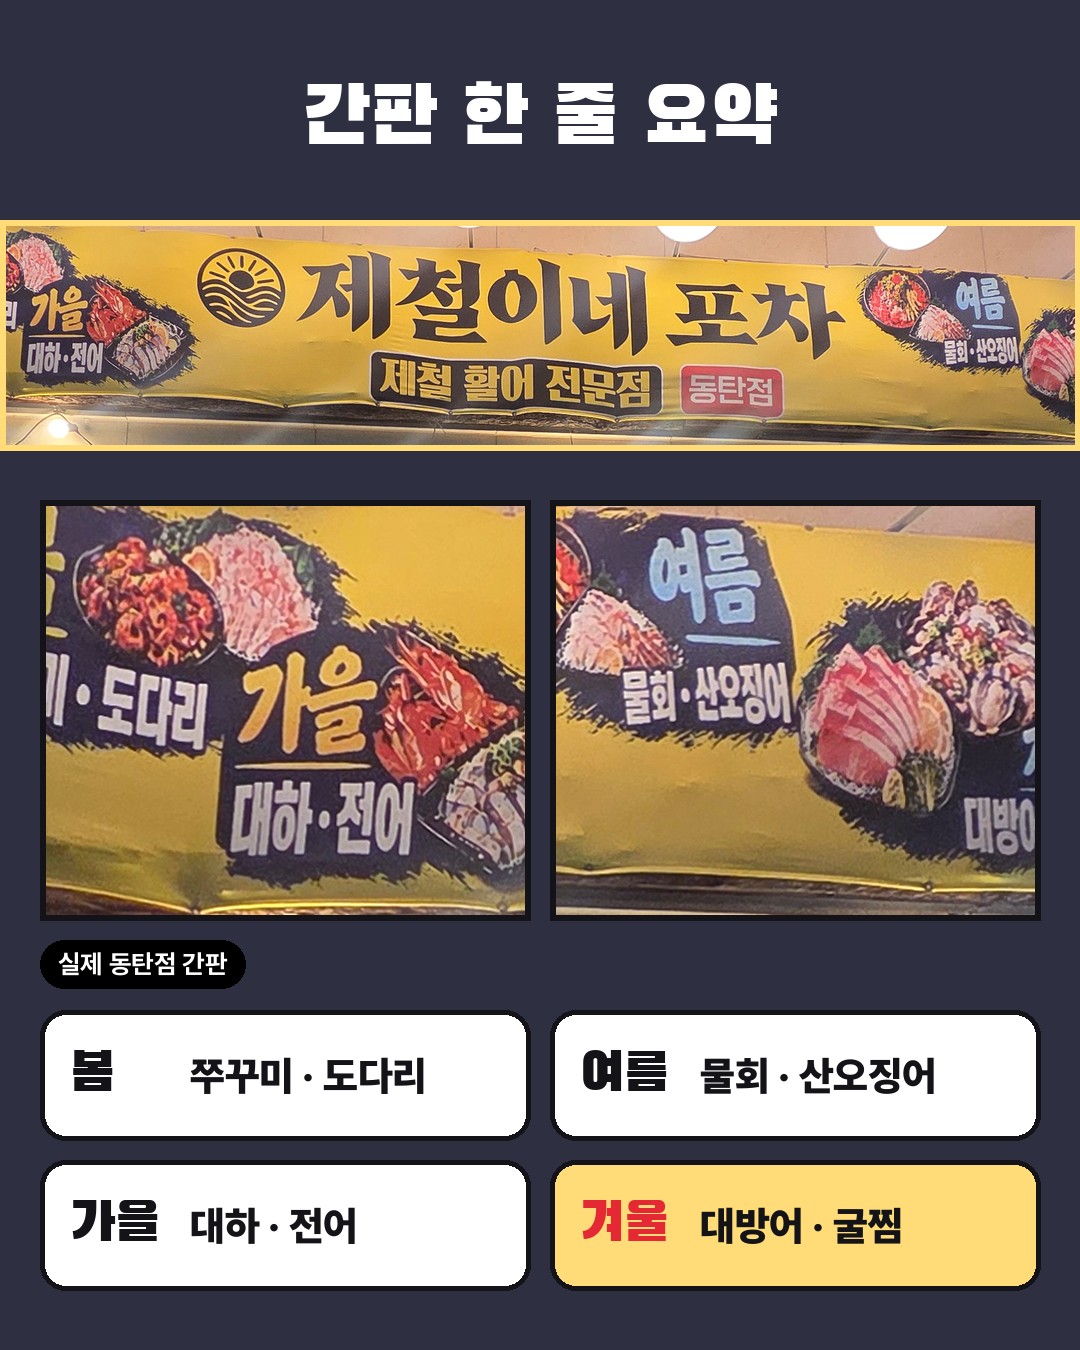 간판 한 줄 요약
가을
대하·전어
제철이네 포차
제철 활어 전문점
동탄점
여름
물회·산오징어
미·도다리
가을
대하·전어
여름
물회·산오징어
대방어
실제 동탄점 간판
봄 쭈꾸미·도다리
여름 물회·산오징어
가을 대하·전어
겨울 대방어·굴찜